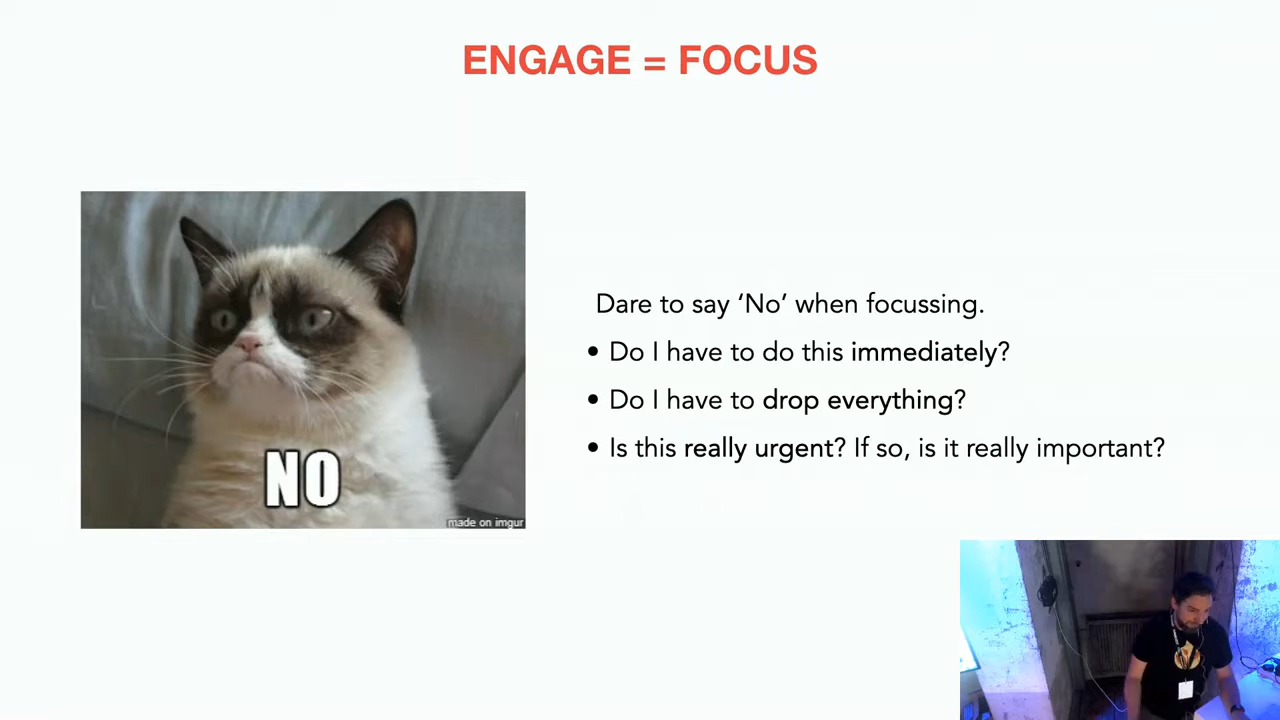 ENGAGE = FOCUS
NO
made on imgur
Dare to say ‘No’ when focussing.
• Do I have to do this immediately?
• Do I have to drop everything?
• Is this really urgent? If so, is it really important?